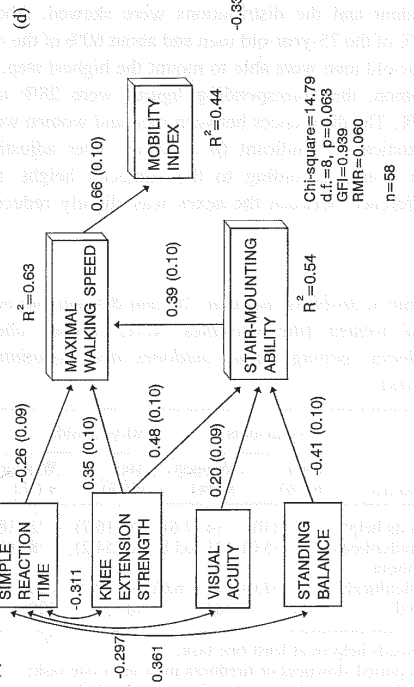 (d)
-0.33
SIMPLE
REACTION
TIME
KNEE
EXTENSION
STRENGTH
VISUAL
ACUITY
STANDING
BALANCE
-0.311
-0.297
0.361
-0.26 (0.09)
0.35 (0.10)
0.48 (0.10)
0.20 (0.09)
-0.41 (0.10)
R²=0.63
MAXIMAL
WALKING SPEED
0.39 (0.10)
STAIR-MOUNTING
ABILITY
R²=0.54
0.66 (0.10)
MOBILITY
INDEX
R²=0.44
Chi-square=14.79
d.f.=8, p=0.063
GFI=0.939
RMR=0.060
n=58